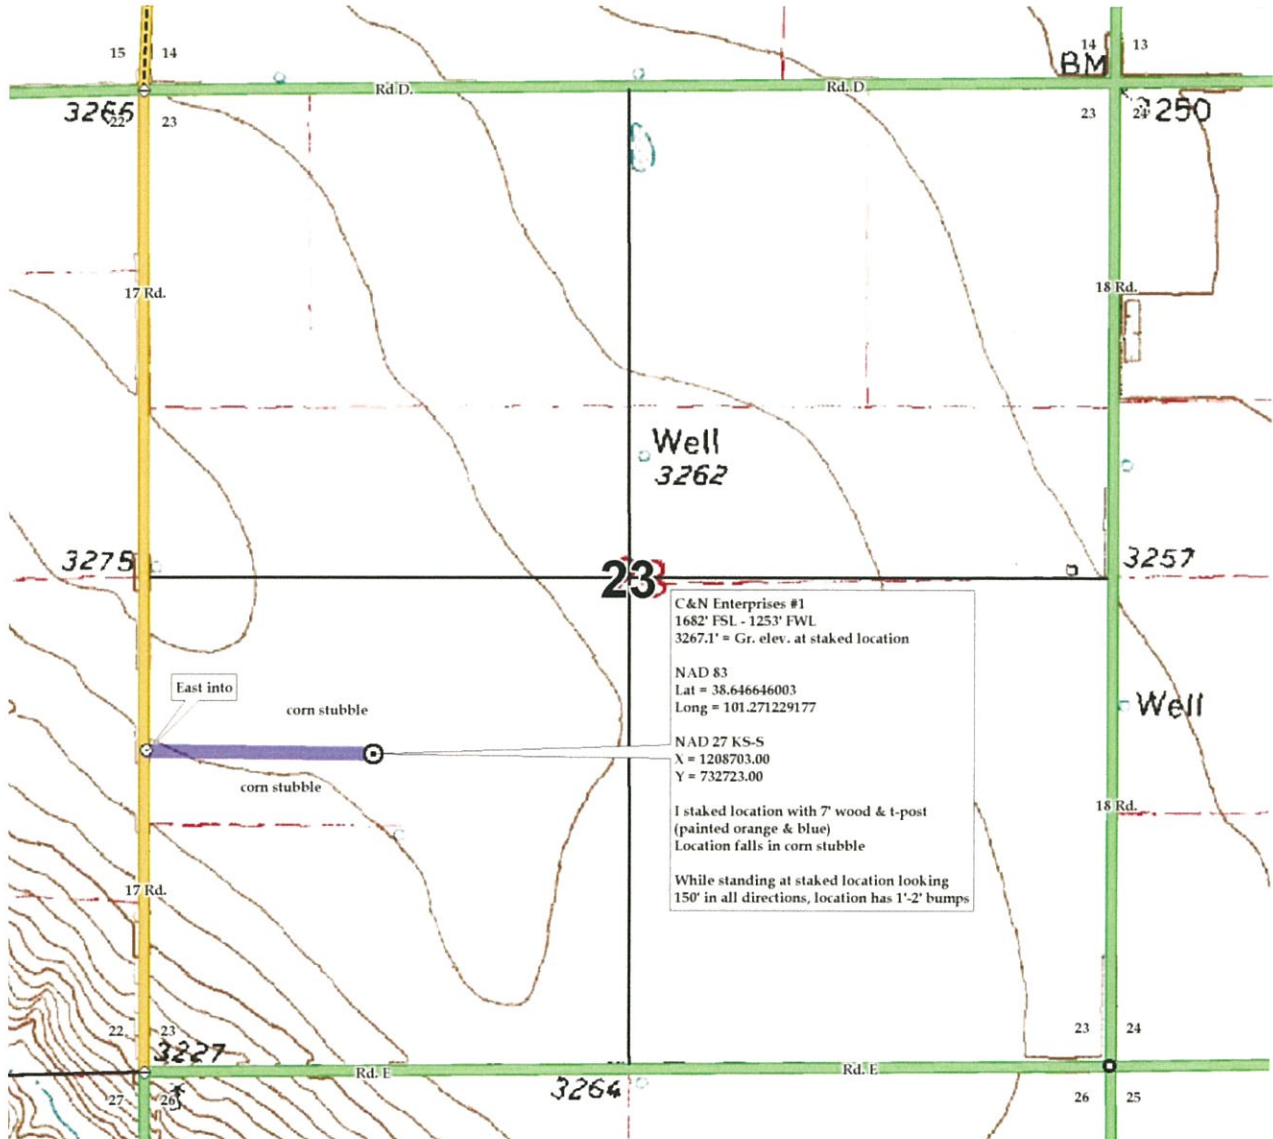 15 14
14 13
BM
Rd D.
Rd. D
3266
22 23
23 24
3250
17 Rd.
18 Rd.
Well
3262
3275
3257
23
C&N Enterprises #1
1682' FSL - 1253' FWL
3267.1' = Gr. elev. at staked location
NAD 83
Lat = 38.646646003
Long = 101.271229177
NAD 27 KS-S
X = 1208703.00
Y = 732723.00
I staked location with 7' wood & t-post
(painted orange & blue)
Location falls in corn stubble
While standing at staked location looking
150' in all directions, location has 1'-2' bumps
East into
corn stubble
corn stubble
Well
18 Rd.
17 Rd.
22 23
23 24
3227
Rd. E
3264
Rd. E
27 26
26 25